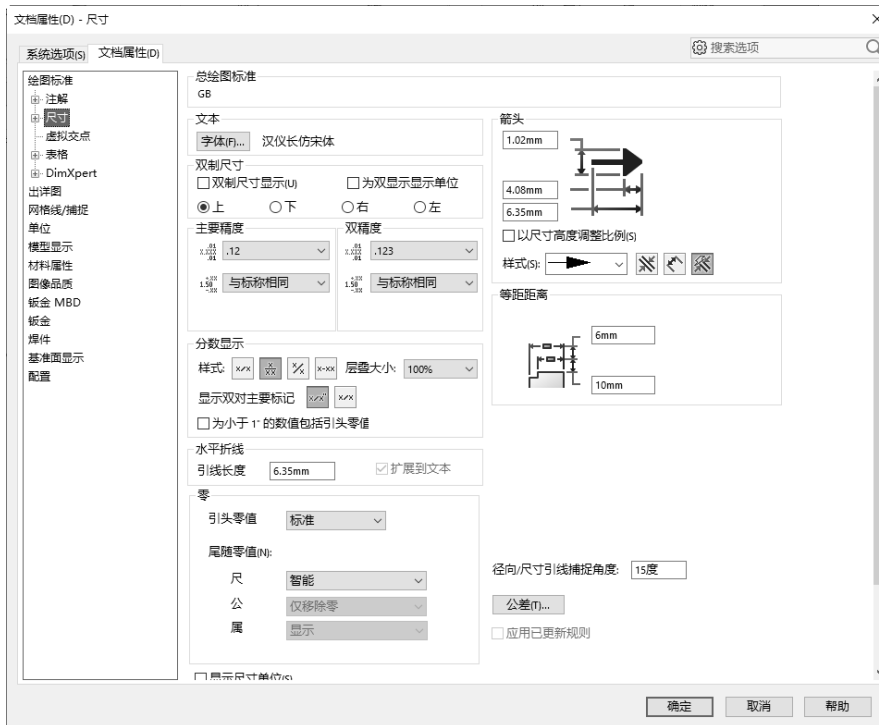 文档属性(D) - 尺寸
系统选项(S) 文档属性(D)
搜索选项
绘图标准
注解
尺寸
虚拟交点
表格
DimXpert
出详图
网格线/捕捉
单位
模型显示
材料属性
图像品质
钣金 MBD
钣金
焊件
基准面显示
配置
总绘图标准
GB
文本
字体(F)... 汉仪长仿宋体
双制尺寸
双制尺寸显示(U) 为双显示显示单位
上 下 右 左
主要精度 双精度
.12 .123
与标称相同 与标称相同
分数显示
样式: 层叠大小: 100%
显示双对主要标记
为小于 1" 的数值包括引头零值
水平折线
引线长度 6.35mm 扩展到文本
零
引头零值 标准
尾随零值(N):
尺 智能
公 仅移除零
属 显示
显示尺寸单位(S)
箭头
1.02mm
4.08mm
6.35mm
以尺寸高度调整比例(S)
样式(S):
等距距离
6mm
10mm
径向/尺寸引线捕捉角度: 15度
公差(T)...
应用已更新规则
确定 取消 帮助